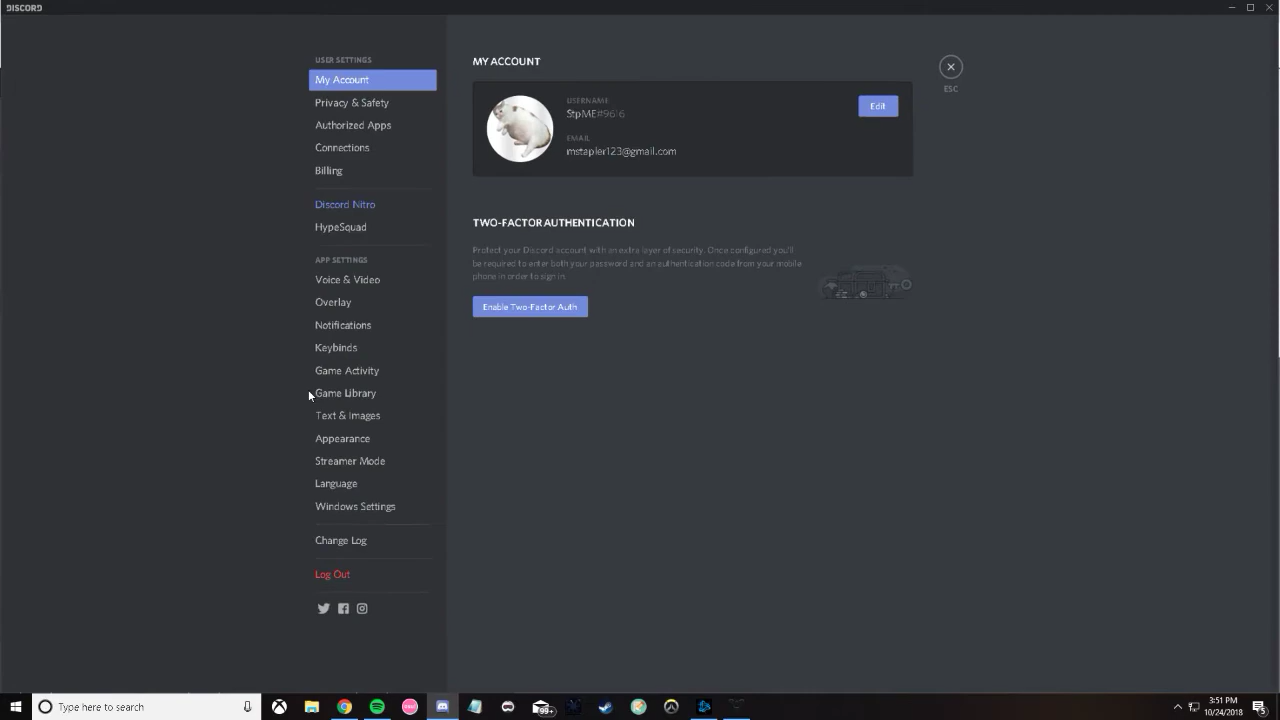 DISCORD
USER SETTINGS
My Account
Privacy & Safety
Authorized Apps
Connections
Billing
Discord Nitro
HypeSquad
APP SETTINGS
Voice & Video
Overlay
Notifications
Keybinds
Game Activity
Game Library
Text & Images
Appearance
Streamer Mode
Language
Windows Settings
Change Log
Log Out
MY ACCOUNT
USERNAME
StpME#9616
EMAIL
mstapler123@gmail.com
Edit
ESC
TWO-FACTOR AUTHENTICATION
Protect your Discord account with an extra layer of security. Once configured you'll
be required to enter both your password and an authentication code from your mobile
phone in order to sign in.
Enable Two-Factor Auth
Type here to search
99+
3:51 PM
10/24/2018